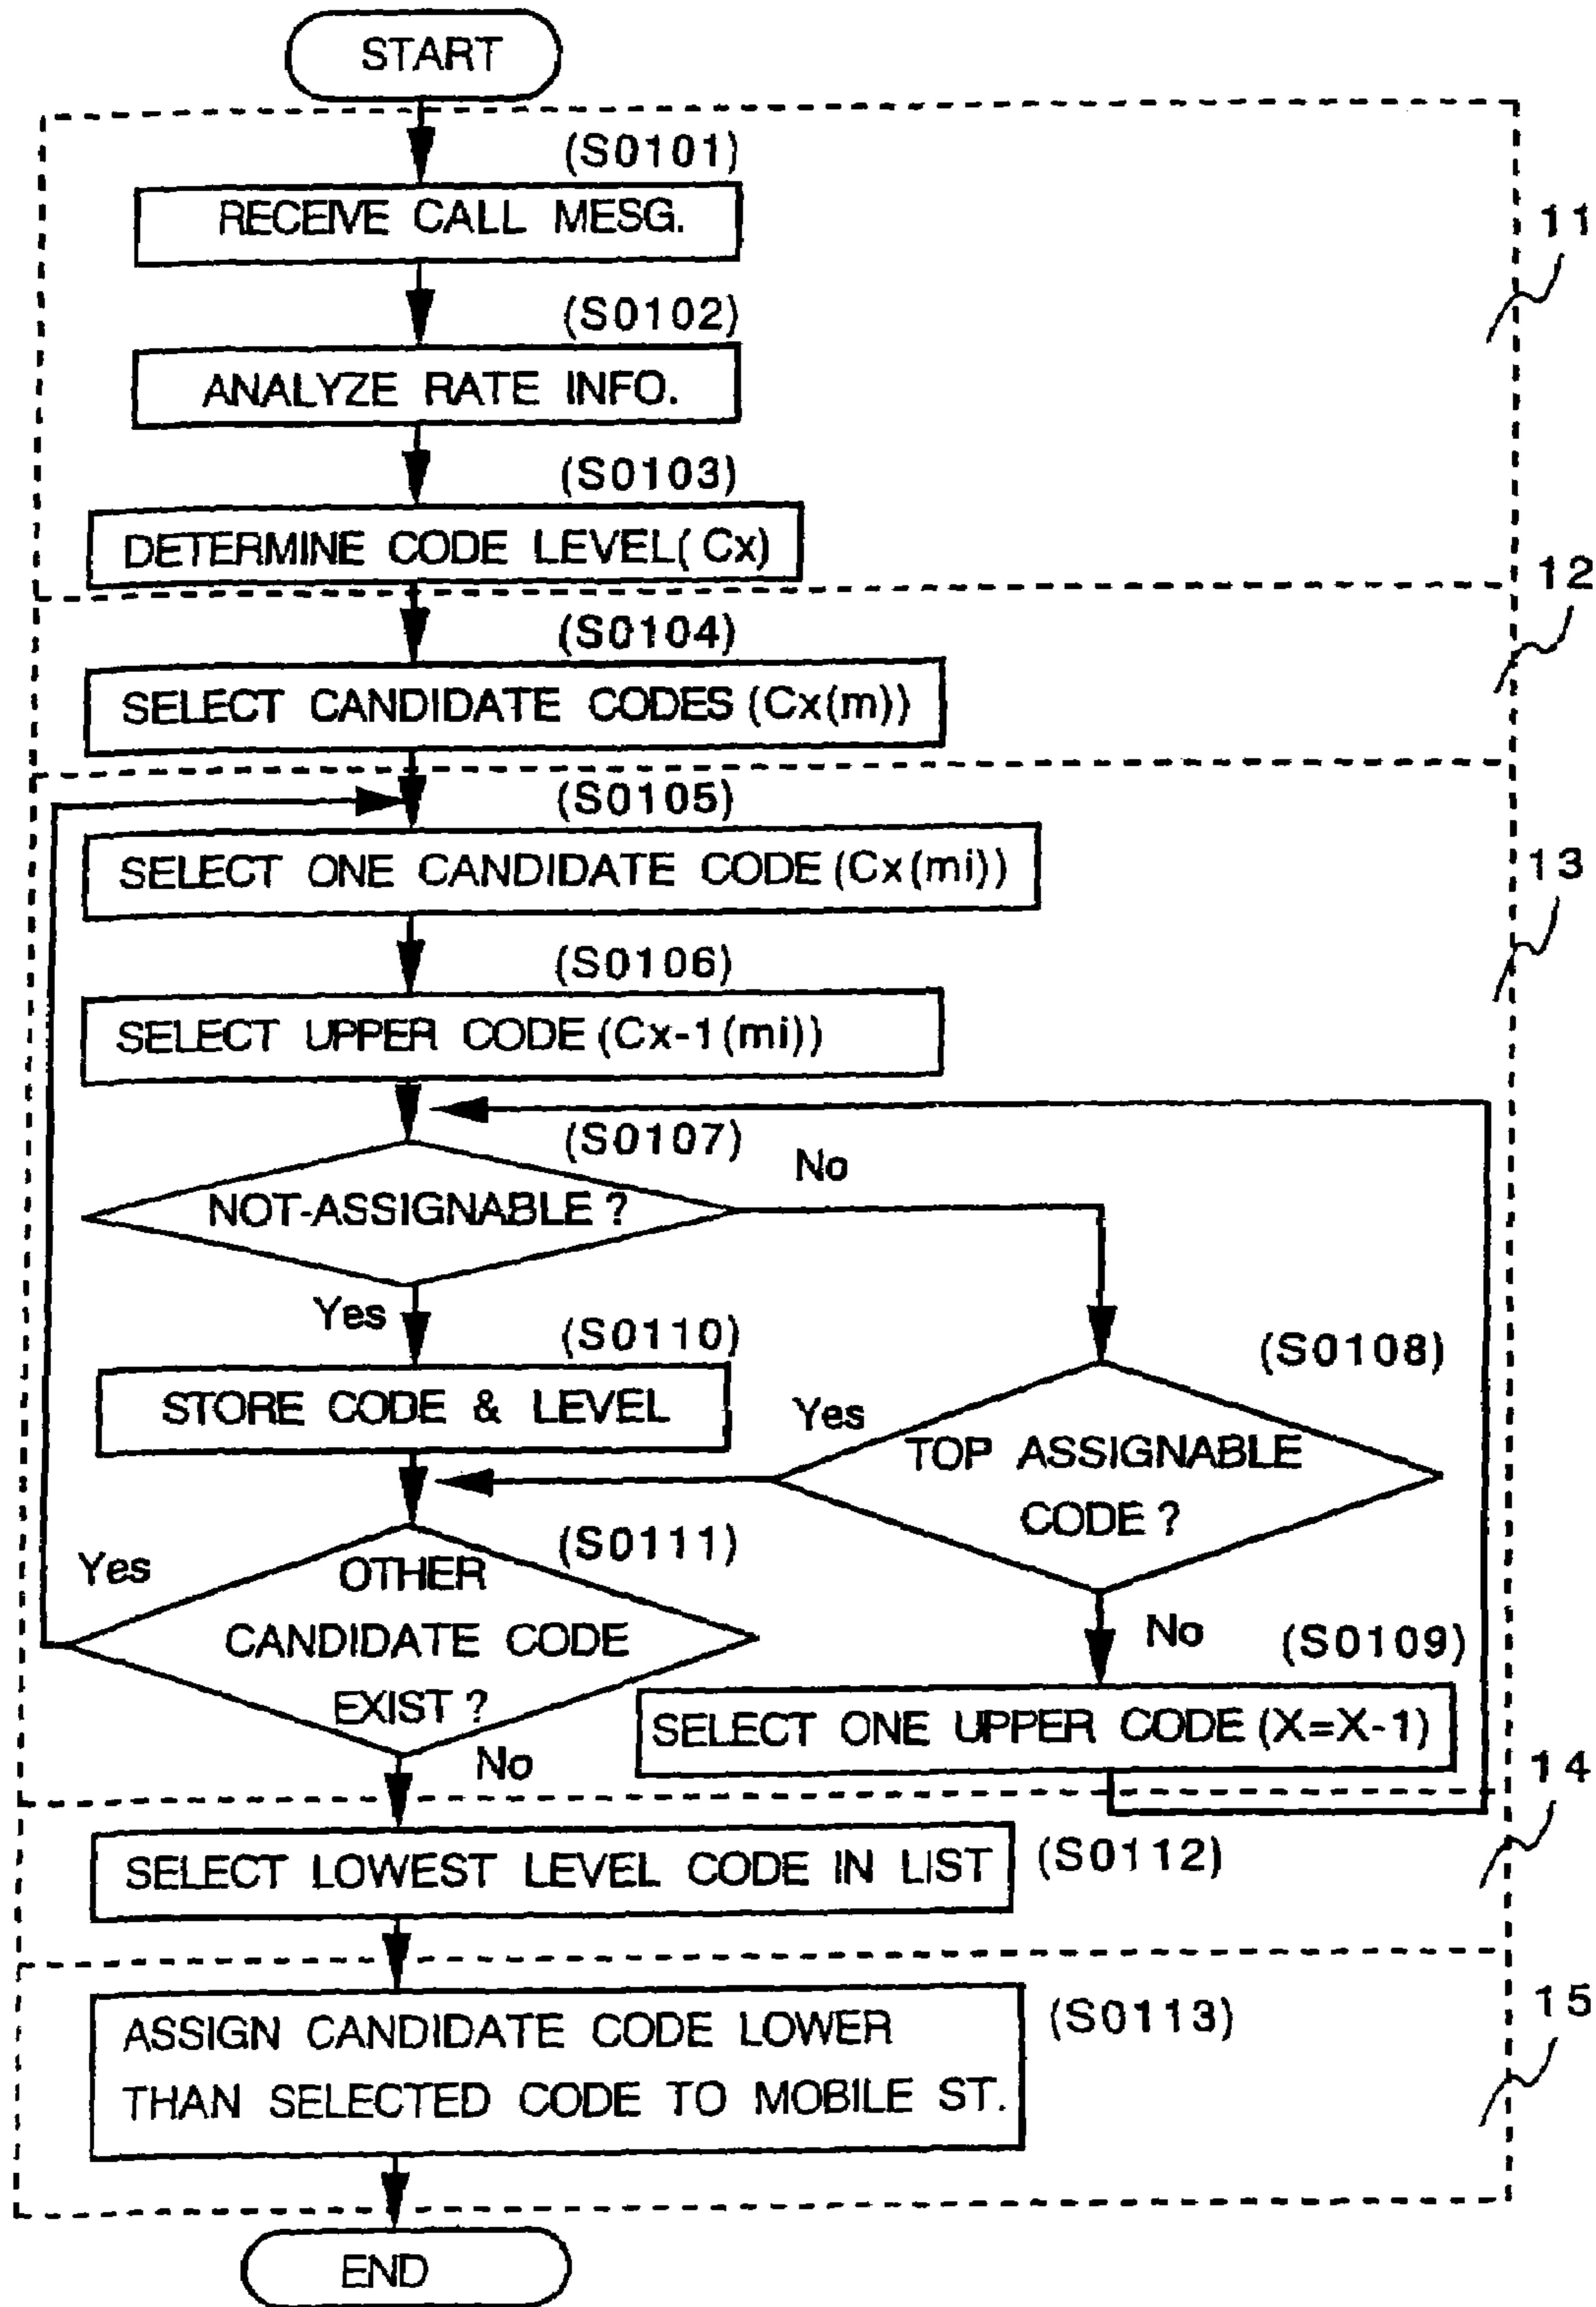 START
(S0101)
RECEIVE CALL MESG.
11
(S0102)
ANALYZE RATE INFO.
(S0103)
DETERMINE CODE LEVEL( Cx)
12
(S0104)
SELECT CANDIDATE CODES (Cx(m))
(S0105)
SELECT ONE CANDIDATE CODE (Cx(mi))
13
(S0106)
SELECT UPPER CODE (Cx-1(mi))
(S0107)
No
NOT-ASSIGNABLE ?
Yes
(S0110)
(S0108)
STORE CODE & LEVEL
Yes
TOP ASSIGNABLE
CODE ?
(S0111)
Yes
OTHER
CANDIDATE CODE
EXIST ?
No
(S0109)
SELECT ONE UPPER CODE (X=X-1)
No
14
SELECT LOWEST LEVEL CODE IN LIST
(S0112)
15
ASSIGN CANDIDATE CODE LOWER
THAN SELECTED CODE TO MOBILE ST.
(S0113)
END